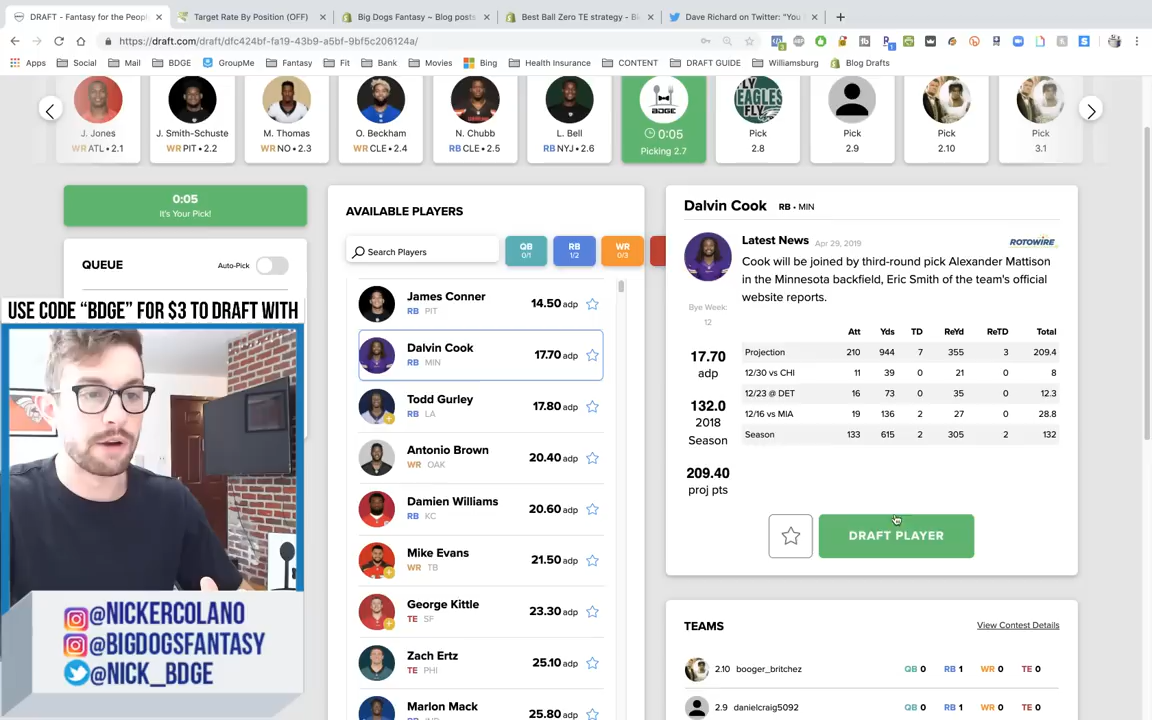 DRAFT - Fantasy for the People
Target Rate By Position (OFF)
Big Dogs Fantasy ~ Blog posts
Best Ball Zero TE strategy - Bi
Dave Richard on Twitter: "You
https://draft.com/draft/dfc424bf-fa19-43b9-a5bf-9bf5c206124a/
Apps
Social
Mail
BDGE
GroupMe
Fantasy
Fit
Bank
Movies
Bing
Health Insurance
CONTENT
DRAFT GUIDE
Williamsburg
Blog Drafts
J. Jones
WR ATL • 2.1
J. Smith-Schuste
WR PIT • 2.2
M. Thomas
WR NO • 2.3
O. Beckham
WR CLE • 2.4
N. Chubb
RB CLE • 2.5
L. Bell
RB NYJ • 2.6
BDGE
0:05
Picking 2.7
FLY EAGLES FLY
Pick
2.8
Pick
2.9
Pick
2.10
Pick
3.1
0:05
It's Your Pick!
QUEUE
Auto-Pick
USE CODE "BDGE" FOR $3 TO DRAFT WITH
@NICKERCOLANO
@BIGDOGSFANTASY
@NICK_BDGE
AVAILABLE PLAYERS
Search Players
QB
0/1
RB
1/2
WR
0/3
James Conner
RB PIT
14.50 adp
Dalvin Cook
RB MIN
17.70 adp
Todd Gurley
RB LA
17.80 adp
Antonio Brown
WR OAK
20.40 adp
Damien Williams
RB KC
20.60 adp
Mike Evans
WR TB
21.50 adp
George Kittle
TE SF
23.30 adp
Zach Ertz
TE PHI
25.10 adp
Marlon Mack
25.80 adp
Dalvin Cook RB • MIN
Latest News Apr 29, 2019
ROTOWIRE
Cook will be joined by third-round pick Alexander Mattison
in the Minnesota backfield, Eric Smith of the team's official
website reports.
Bye Week:
12
17.70
adp
132.0
2018
Season
209.40
proj pts
Att Yds TD ReYd ReTD Total
Projection 210 944 7 355 3 209.4
12/30 vs CHI 11 39 0 21 0 8
12/23 @ DET 16 73 0 35 0 12.3
12/16 vs MIA 19 136 2 27 0 28.8
Season 133 615 2 305 2 132
DRAFT PLAYER
TEAMS
View Contest Details
2.10 booger_britchez QB 0 RB 1 WR 0 TE 0
2.9 danielcraig5092 QB 0 RB 1 WR 0 TE 0